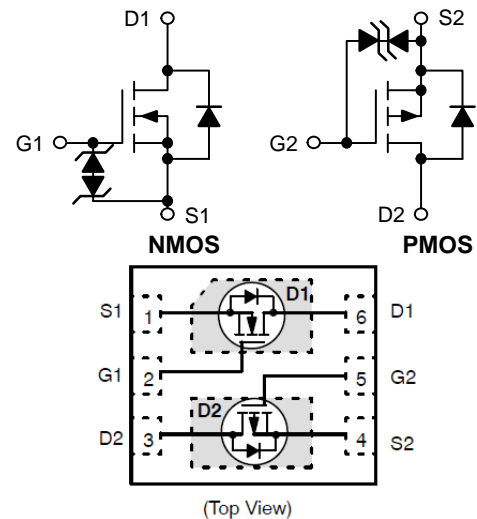 D1 S2
G1 G2
S1 D2
NMOS PMOS
D1
S1 1 6 D1
G1 2 5 G2
D2
D2 3 4 S2
(Top View)